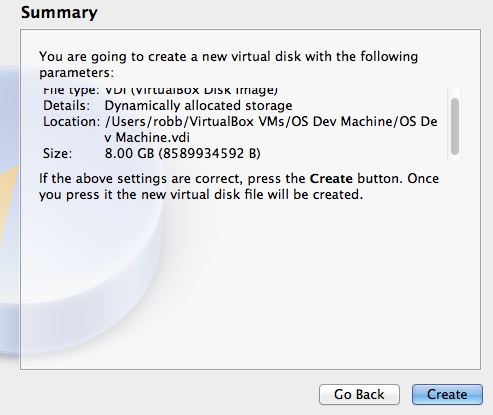 Summary
You are going to create a new virtual disk with the following
parameters:
File type: VDI (VirtualBox Disk Image)
Details: Dynamically allocated storage
Location: /Users/robb/VirtualBox VMs/OS Dev Machine/OS De
v Machine.vdi
Size: 8.00 GB (8589934592 B)
If the above settings are correct, press the Create button. Once
you press it the new virtual disk file will be created.
Go Back
Create